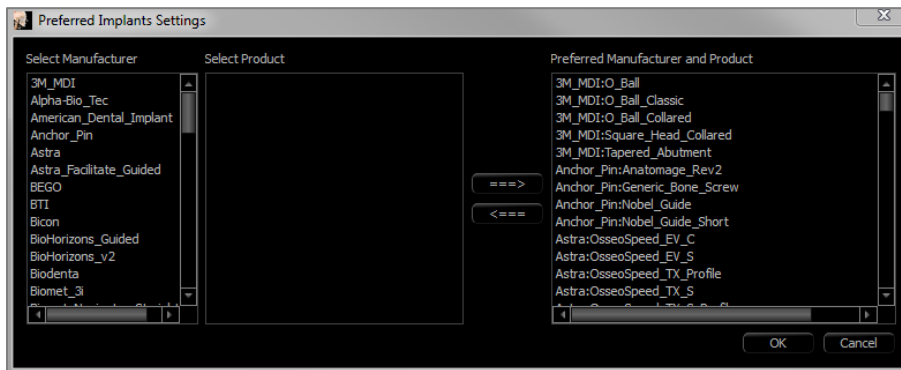 Preferred Implants Settings
Select Manufacturer
3M_MDI
Alpha-Bio_Tec
American_Dental_Implant
Anchor_Pin
Astra
Astra_Facilitate_Guided
BEGO
BTI
Bicon
BioHorizons_Guided
BioHorizons_v2
Biodenta
Biomet_3i
Select Product
===>
<===
Preferred Manufacturer and Product
3M_MDI:O_Ball
3M_MDI:O_Ball_Classic
3M_MDI:O_Ball_Collared
3M_MDI:Square_Head_Collared
3M_MDI:Tapered_Abutment
Anchor_Pin:Anatomage_Rev2
Anchor_Pin:Generic_Bone_Screw
Anchor_Pin:Nobel_Guide
Anchor_Pin:Nobel_Guide_Short
Astra:OsseoSpeed_EV_C
Astra:OsseoSpeed_EV_S
Astra:OsseoSpeed_TX_Profile
Astra:OsseoSpeed_TX_S
OK
Cancel